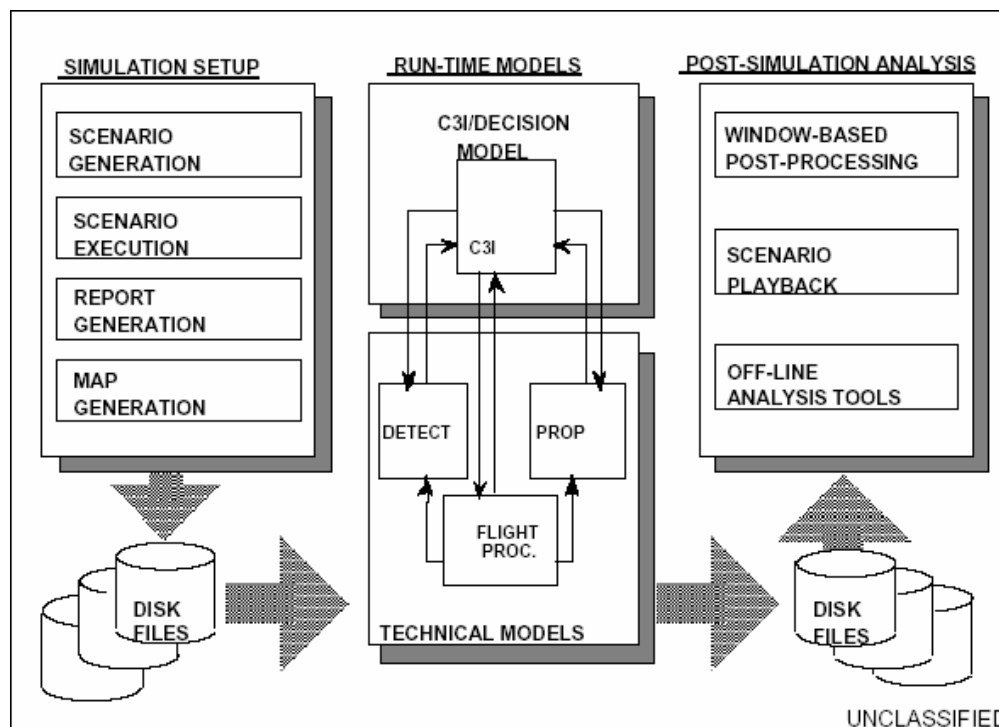 SIMULATION SETUP
SCENARIO
GENERATION
SCENARIO
EXECUTION
REPORT
GENERATION
MAP
GENERATION
DISK
FILES
RUN-TIME MODELS
C3I/DECISION
MODEL
C3I
DETECT
PROP
FLIGHT
PROC.
TECHNICAL MODELS
POST-SIMULATION ANALYSIS
WINDOW-BASED
POST-PROCESSING
SCENARIO
PLAYBACK
OFF-LINE
ANALYSIS TOOLS
DISK
FILES
UNCLASSIFIED